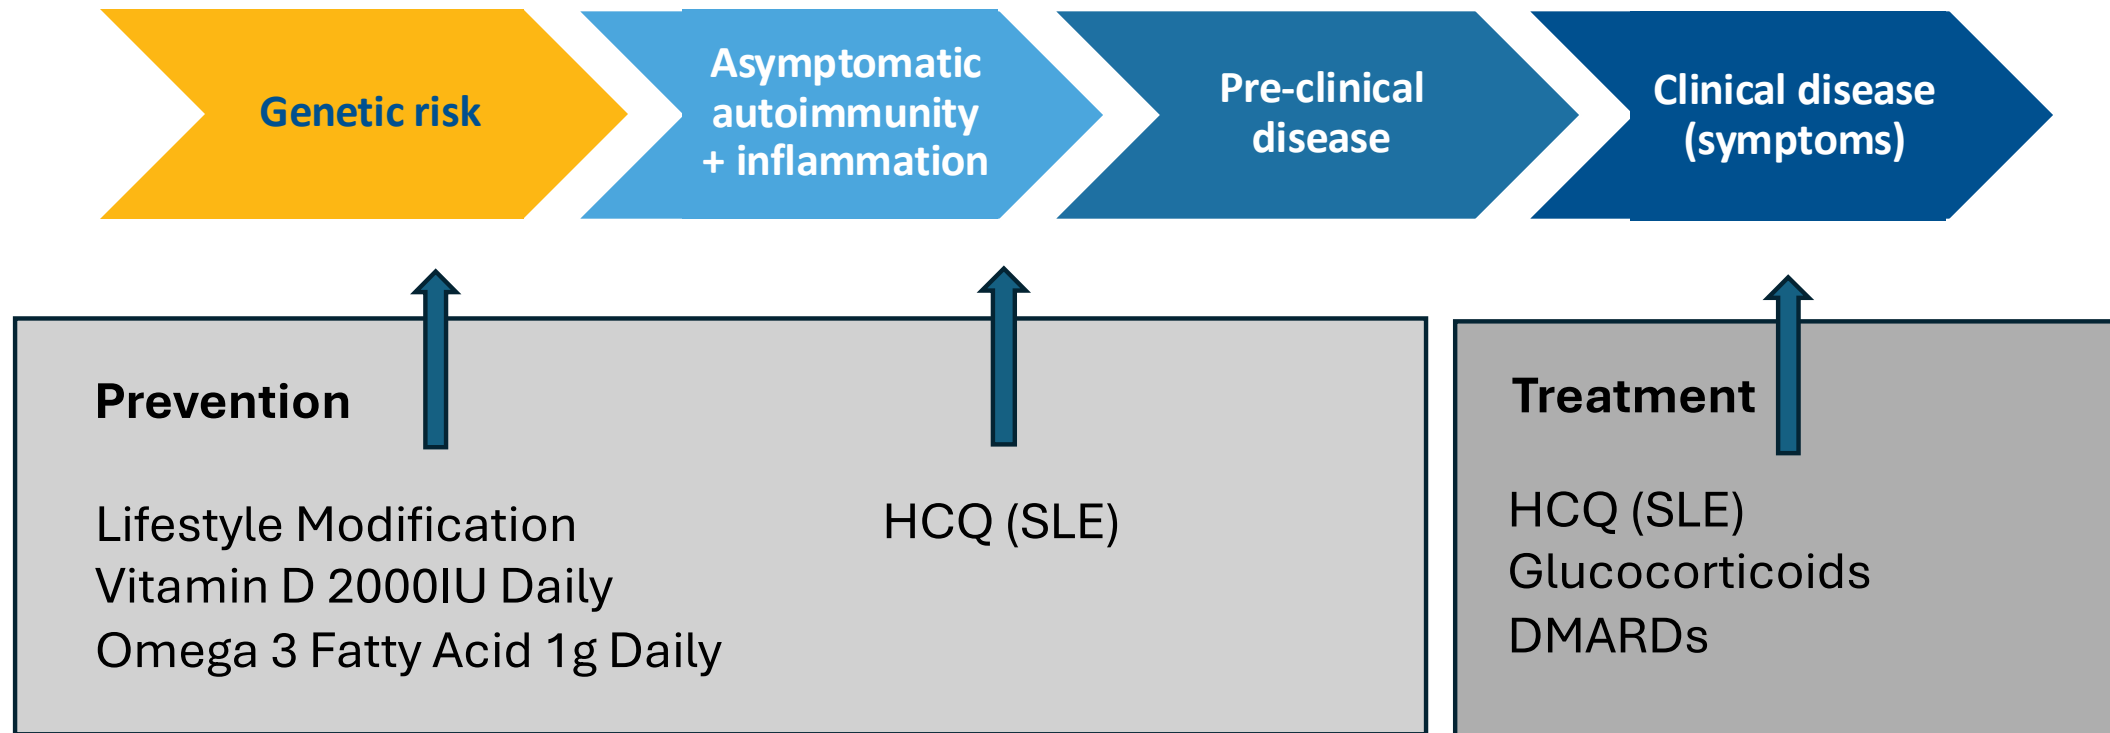 Genetic risk
Asymptomatic
autoimmunity
+ inflammation
Pre-clinical
disease
Clinical disease
(symptoms)
Prevention
Lifestyle Modification
Vitamin D 2000IU Daily
Omega 3 Fatty Acid 1g Daily
HCQ (SLE)
Treatment
HCQ (SLE)
Glucocorticoids
DMARDs